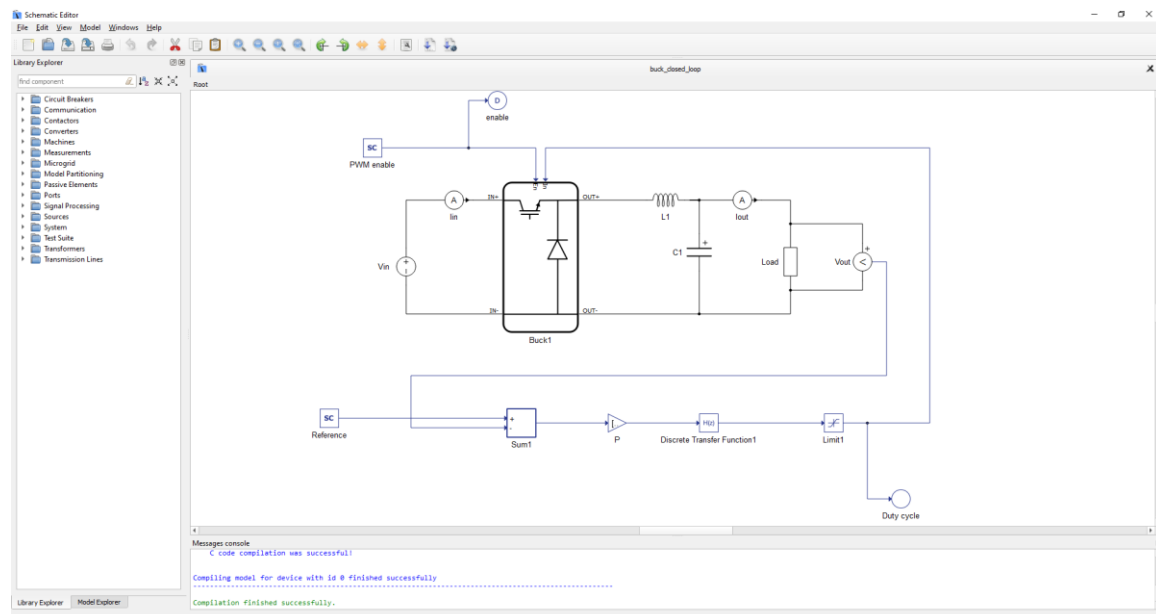 Schematic Editor
File Edit View Model Windows Help
Library Explorer
find component
Circuit Breakers
Communication
Contactors
Converters
Machines
Measurements
Microgrid
Model Partitioning
Passive Elements
Ports
Signal Processing
Sources
System
Test Suite
Transformers
Transmission Lines
Library Explorer Model Explorer
buck_closed_loop
Root
D
enable
SC
PWM enable
A
Iin
IN+
OUT+
L1
A
Iout
Vin
C1
Load
Vout
IN-
OUT-
Buck1
SC
Reference
Sum1
P
H(z)
Discrete Transfer Function1
Limit1
Duty cycle
Messages console
C code compilation was successful!
Compiling model for device with id 0 finished successfully
Compilation finished successfully.